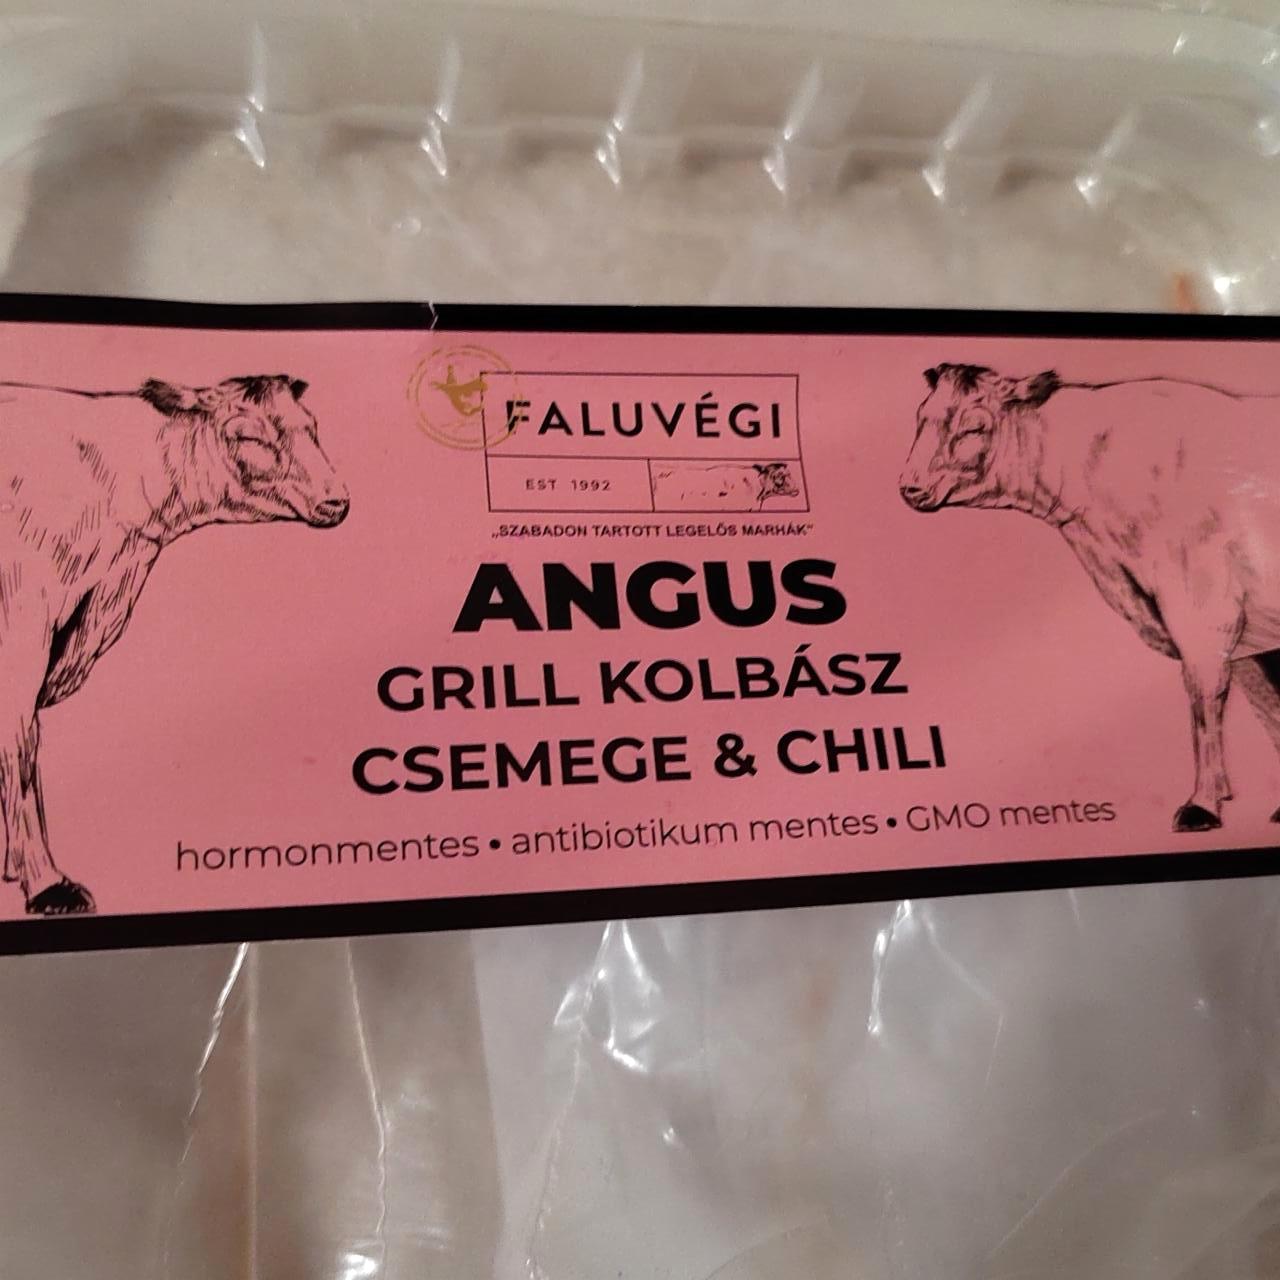 FALUVÉGI
EST 1992
„SZABADON TARTOTT LEGELŐS MARHÁK"
ANGUS
GRILL KOLBÁSZ
CSEMEGE & CHILI
hormonmentes • antibiotikum mentes • GMO mentes